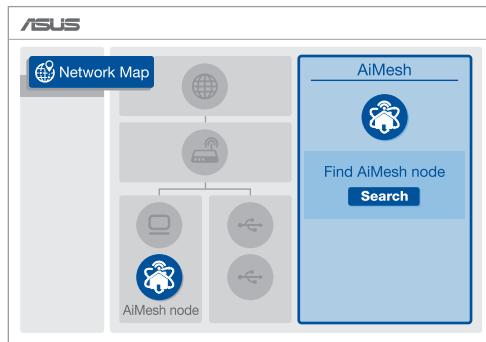 ASUS
Network Map
AiMesh
Find AiMesh node
Search
AiMesh node